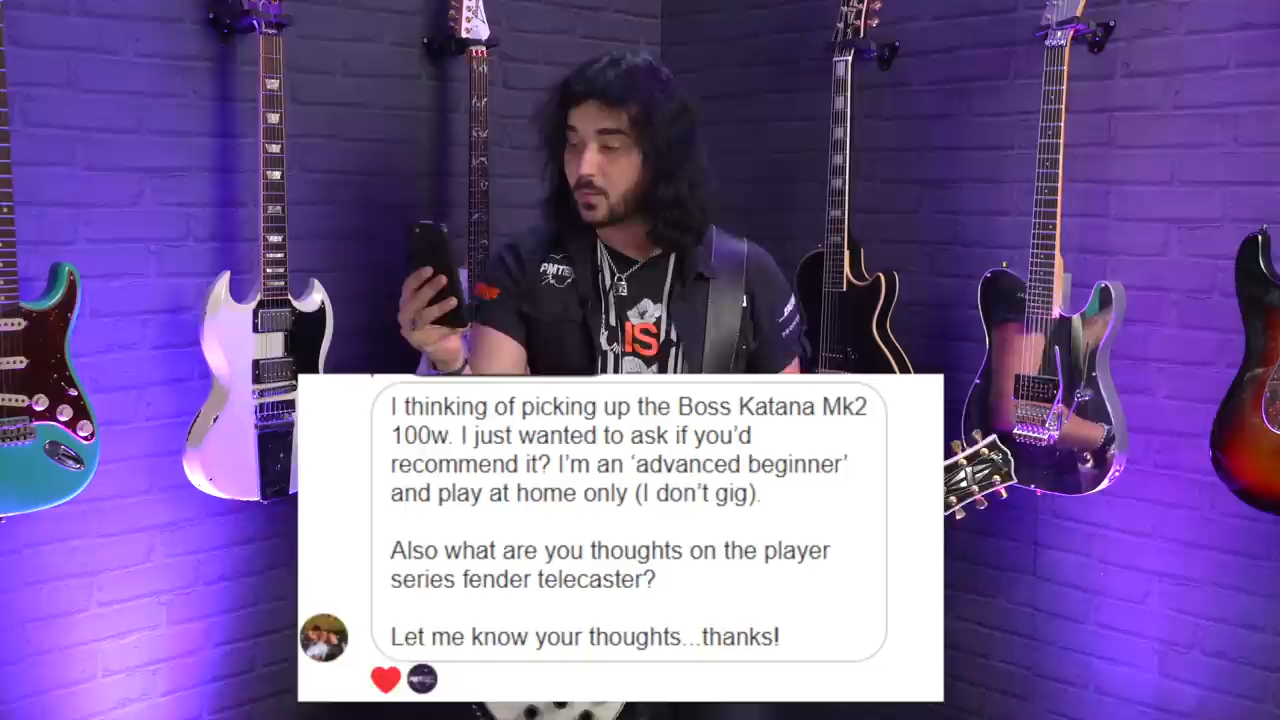 PMT
IS
I thinking of picking up the Boss Katana Mk2
100w. I just wanted to ask if you’d
recommend it? I’m an ‘advanced beginner’
and play at home only (I don’t gig).
Also what are you thoughts on the player
series fender telecaster?
Let me know your thoughts...thanks!